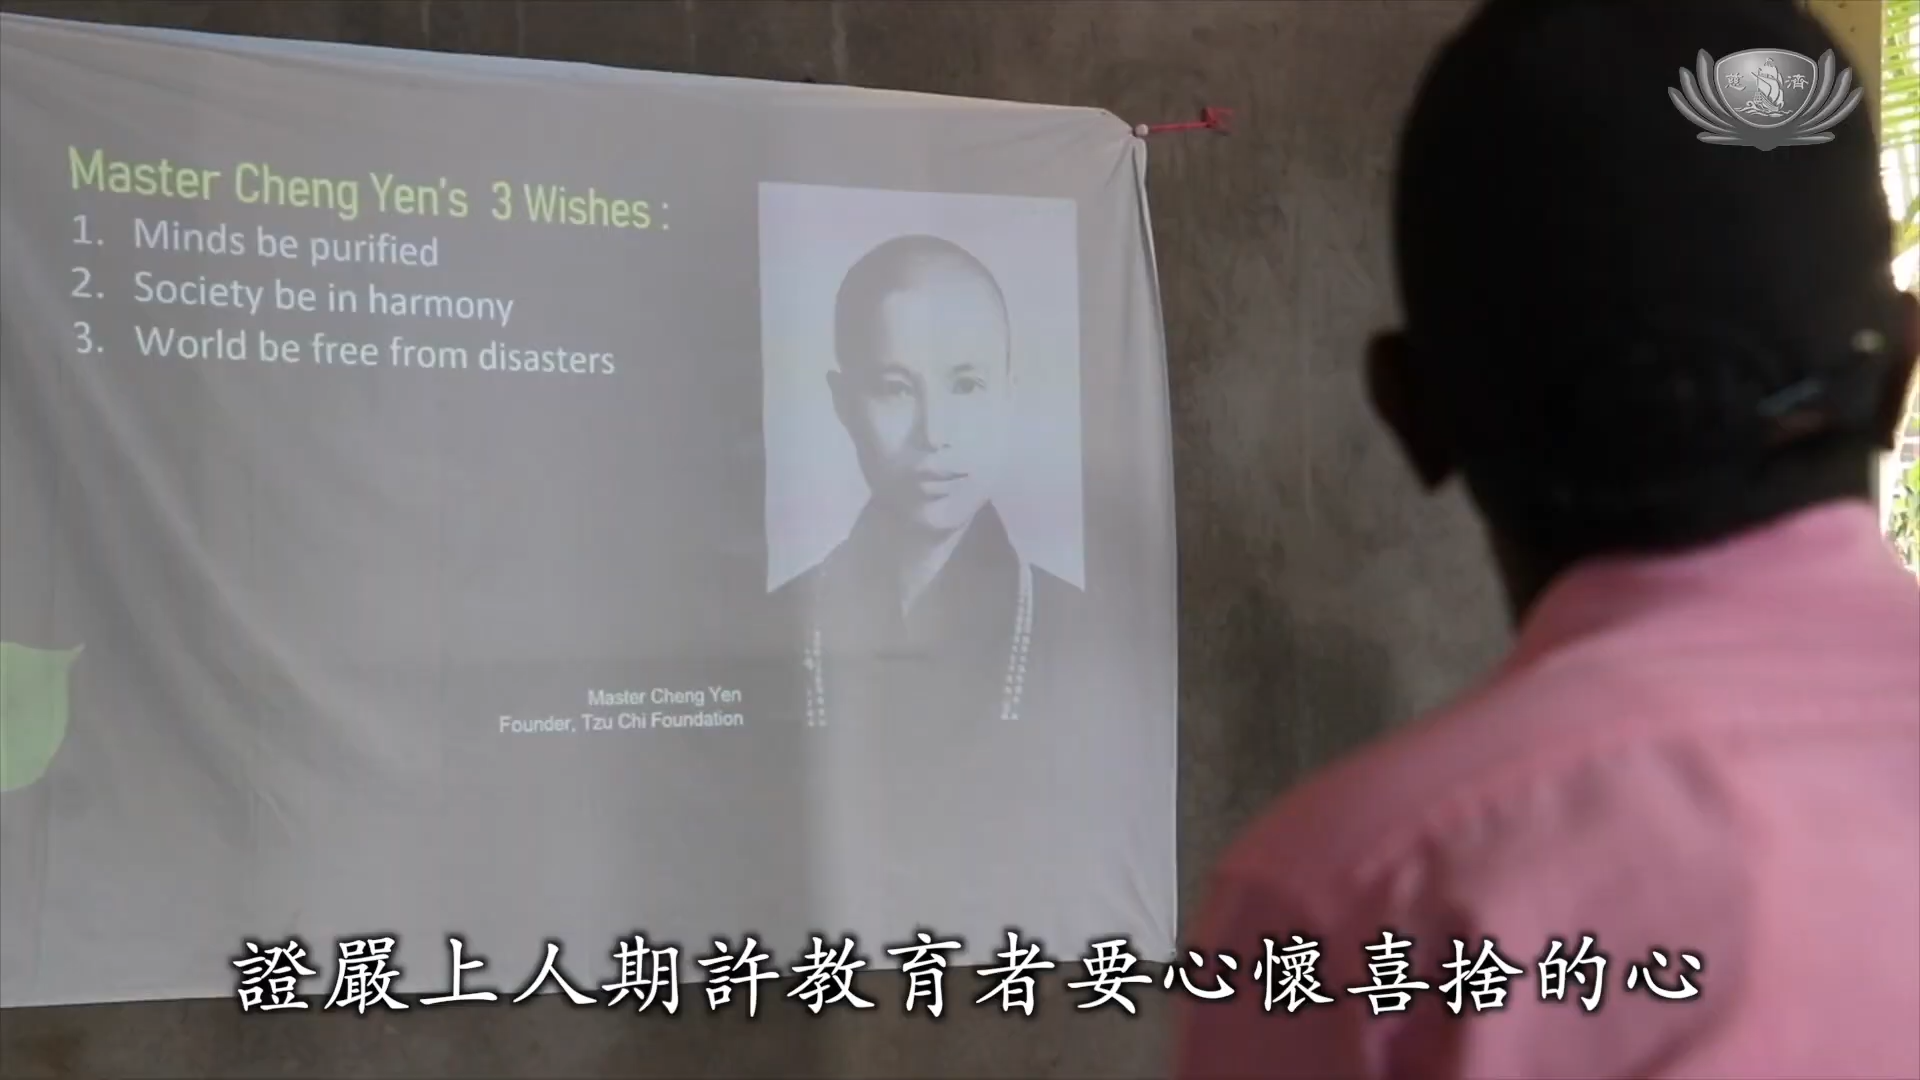 慈濟
Master Cheng Yen's 3 Wishes :
1. Minds be purified
2. Society be in harmony
3. World be free from disasters
Master Cheng Yen
Founder, Tzu Chi Foundation
證嚴上人期許教育者要心懷喜捨的心